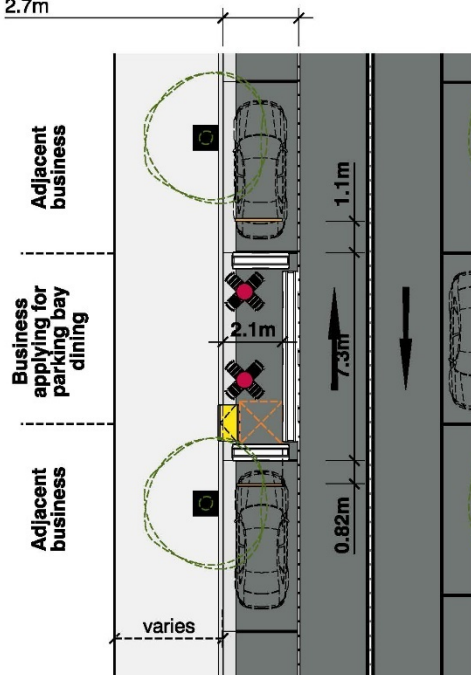 2.7m
Adjacent
business
1.1m
Business
applying for
parking bay
dining
2.1m
7.3m
Adjacent
business
0.82m
varies